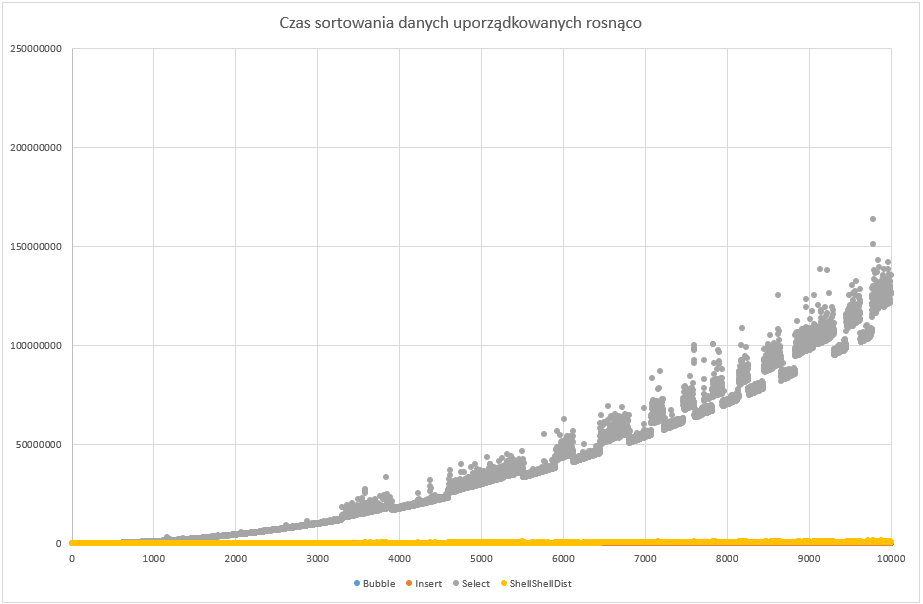 Czas sortowania danych uporządkowanych rosnąco
250000000
200000000
150000000
100000000
50000000
0
0 1000 2000 3000 4000 5000 6000 7000 8000 9000 10000
Bubble Insert Select ShellShellDist